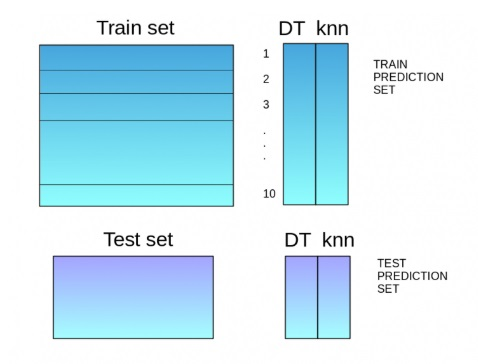 Train set
DT knn
1
2
3
.
.
.
10
TRAIN
PREDICTION
SET
Test set
DT knn
TEST
PREDICTION
SET